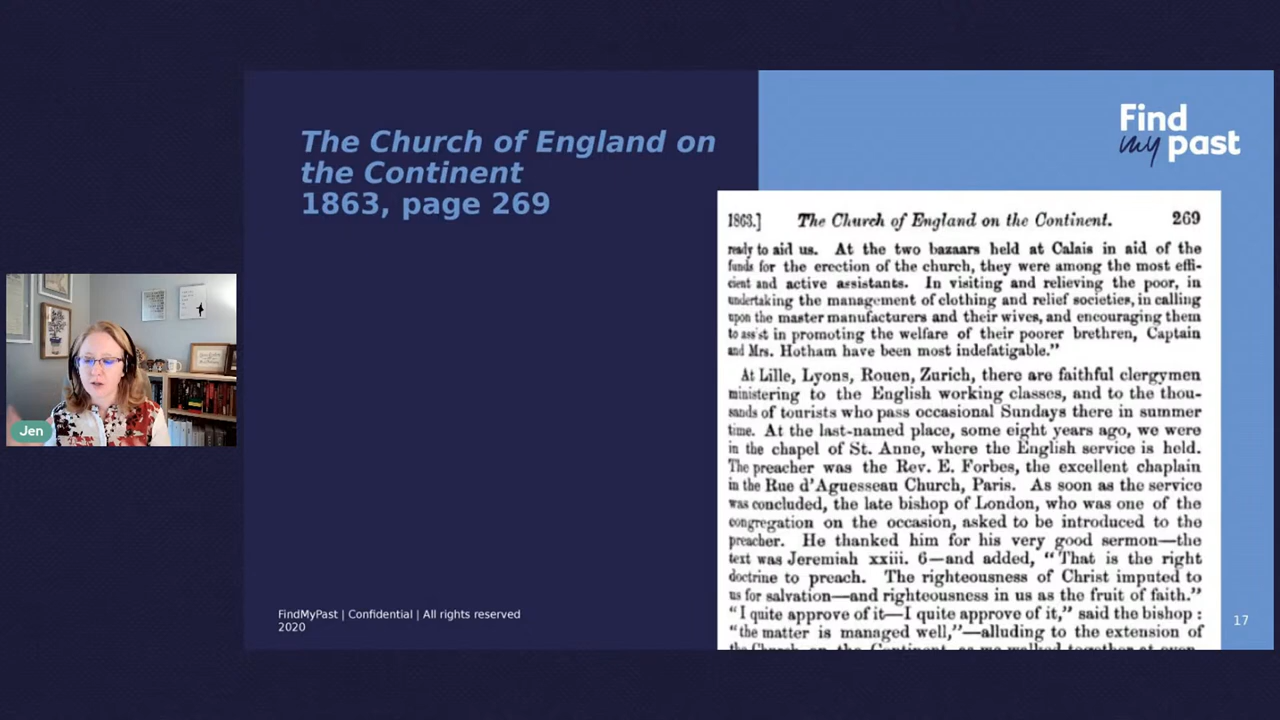 The Church of England on
the Continent
1863, page 269
Find
my past
1863.] The Church of England on the Continent. 269
ready to aid us. At the two bazaars held at Calais in aid of the
funds for the erection of the church, they were among the most effi-
cient and active assistants. In visiting and relieving the poor, in
undertaking the management of clothing and relief societies, in calling
upon the master manufacturers and their wives, and encouraging them
to assist in promoting the welfare of their poorer brethren, Captain
and Mrs. Hotham have been most indefatigable.”
At Lille, Lyons, Rouen, Zurich, there are faithful clergymen
ministering to the English working classes, and to the thou-
sands of tourists who pass occasional Sundays there in summer
time. At the last-named place, some eight years ago, we were
in the chapel of St. Anne, where the English service is held.
The preacher was the Rev. E. Forbes, the excellent chaplain
in the Rue d’Aguesseau Church, Paris. As soon as the service
was concluded, the late bishop of London, who was one of the
congregation on the occasion, asked to be introduced to the
preacher. He thanked him for his very good sermon—the
text was Jeremiah xxiii. 6—and added, “That is the right
doctrine to preach. The righteousness of Christ imputed to
us for salvation—and righteousness in us as the fruit of faith.”
“I quite approve of it—I quite approve of it,” said the bishop:
“the matter is managed well,”—alluding to the extension of
Jen
FindMyPast | Confidential | All rights reserved
2020
17